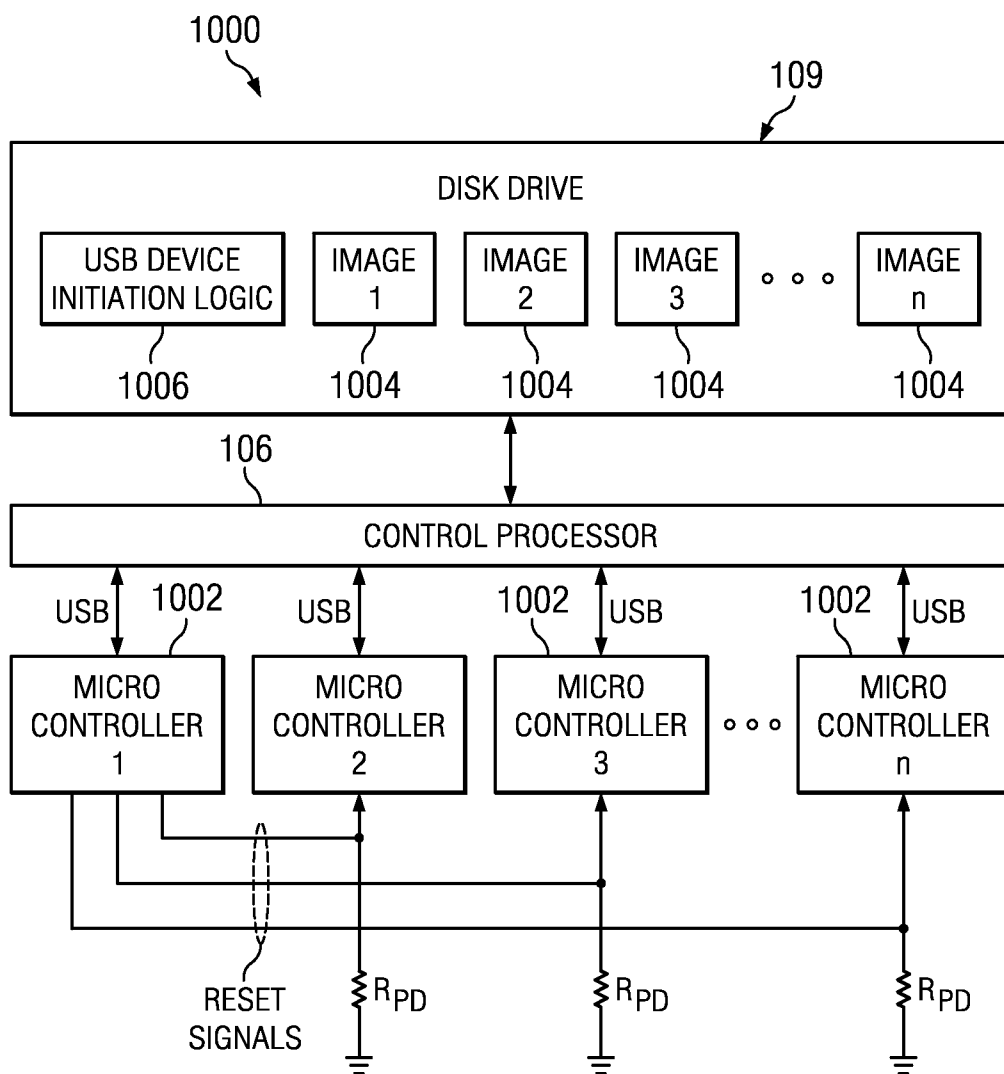 1000
109
DISK DRIVE
USB DEVICE
INITIATION LOGIC
IMAGE
1
IMAGE
2
IMAGE
3
IMAGE
n
1006
1004
1004
1004
1004
106
CONTROL PROCESSOR
USB
1002
USB
1002
USB
1002
USB
MICRO
CONTROLLER
1
MICRO
CONTROLLER
2
MICRO
CONTROLLER
3
MICRO
CONTROLLER
n
RESET
SIGNALS
RPD
RPD
RPD